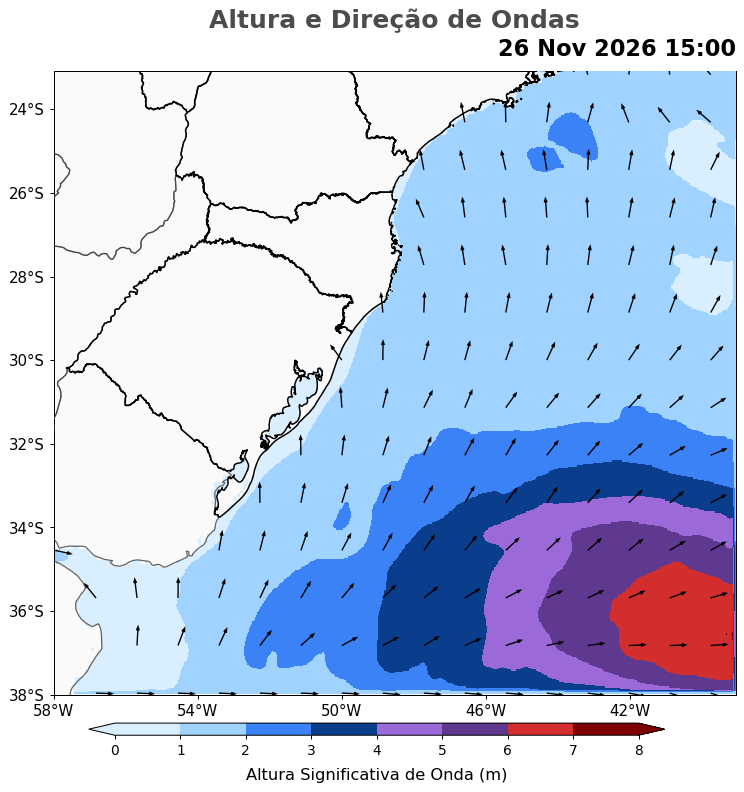 Altura e Direção de Ondas
26 Nov 2026 15:00
24°S
26°S
28°S
30°S
32°S
34°S
36°S
38°S
58°W 54°W 50°W 46°W 42°W
0 1 2 3 4 5 6 7 8
Altura Significativa de Onda (m)